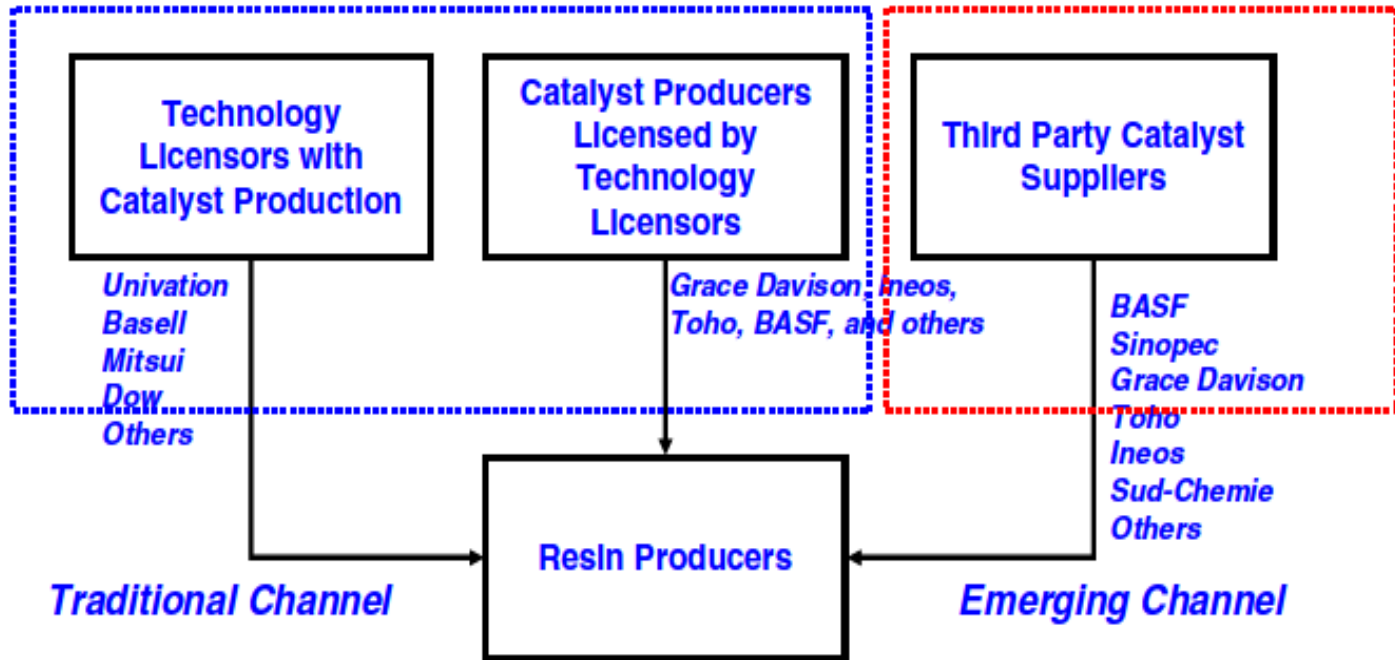 Technology
Licensors with
Catalyst Production
Catalyst Producers
Licensed by
Technology
Licensors
Third Party Catalyst
Suppliers
Univation
Basell
Mitsui
Dow
Others
Grace Davison, Ineos,
Toho, BASF, and others
BASF
Sinopec
Grace Davison
Toho
Ineos
Sud-Chemie
Others
Resin Producers
Traditional Channel
Emerging Channel